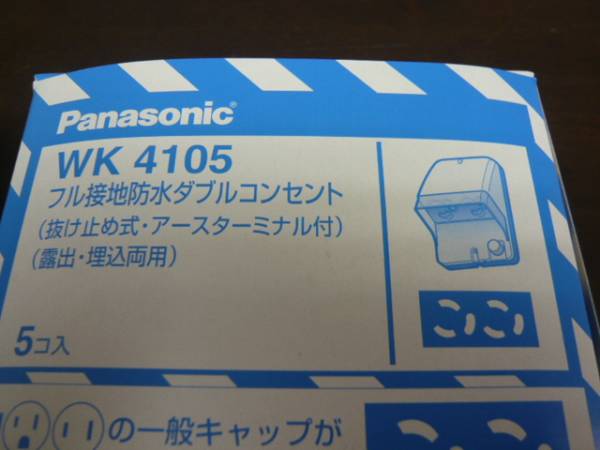 Panasonic
WK 4105
フル接地防水ダブルコンセント
(抜け止め式・アースターミナル付)
(露出・埋込両用)
5コ入
の一般キャップが